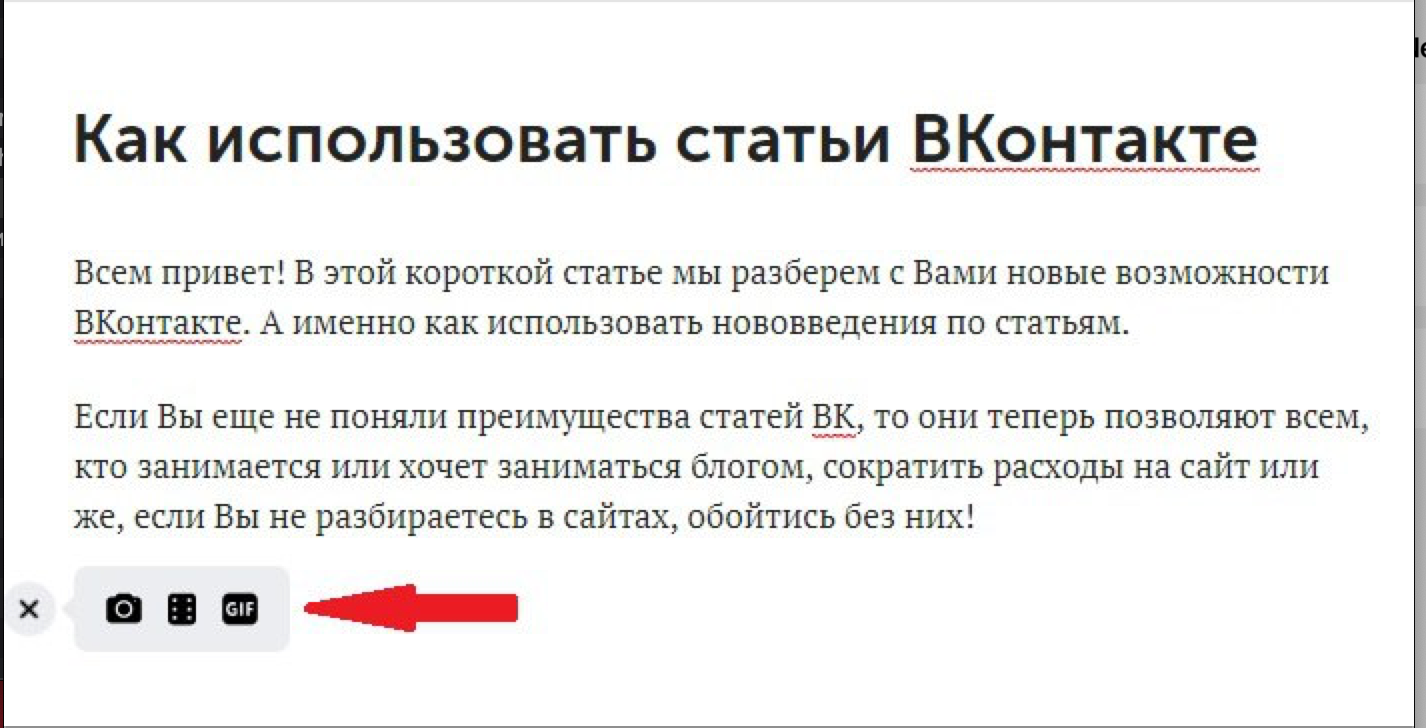 Как использовать статьи ВКонтакте
Всем привет! В этой короткой статье мы разберем с Вами новые возможности
ВКонтакте. А именно как использовать нововведения по статьям.
Если Вы еще не поняли преимущества статей ВК, то они теперь позволяют всем,
кто занимается или хочет заниматься блогом, сократить расходы на сайт или
же, если Вы не разбираетесь в сайтах, обойтись без них!
GIF